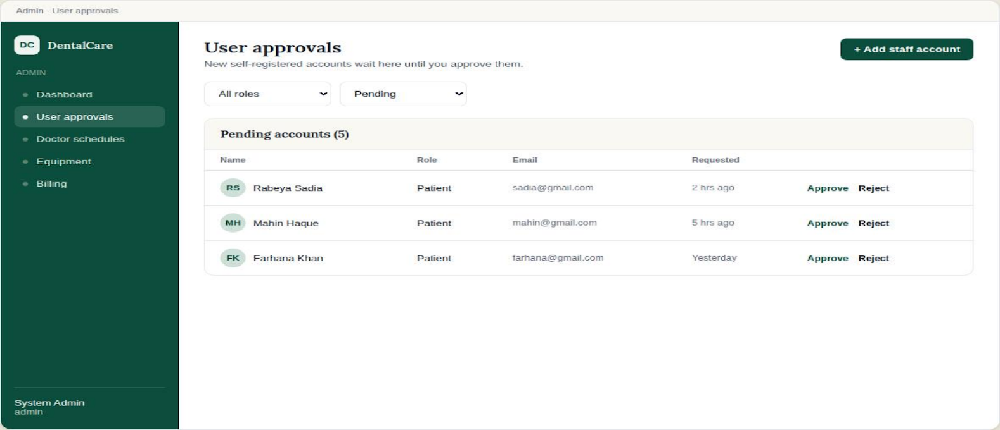 Admin · User approvals
DC DentalCare
ADMIN
Dashboard
User approvals
Doctor schedules
Equipment
Billing
System Admin
admin
User approvals
New self-registered accounts wait here until you approve them.
+ Add staff account
All roles Pending
Pending accounts (5)
Name Role Email Requested
RS Rabeya Sadia Patient sadia@gmail.com 2 hrs ago Approve Reject
MH Mahin Haque Patient mahin@gmail.com 5 hrs ago Approve Reject
FK Farhana Khan Patient farhana@gmail.com Yesterday Approve Reject